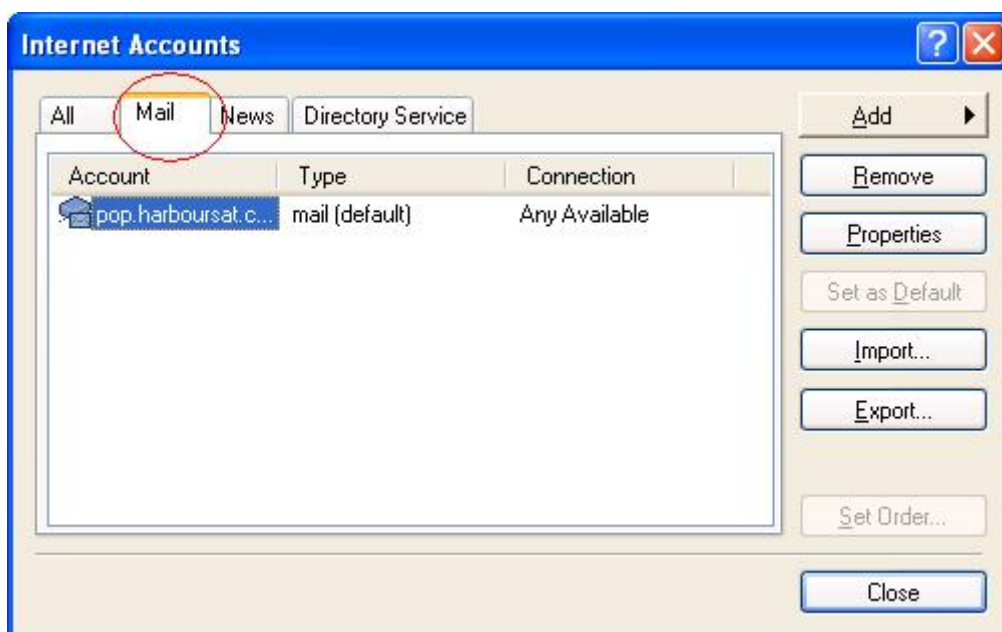 Internet Accounts
All Mail News Directory Service
Add
Account Type Connection
Remove
pop.harboursat.c... mail (default) Any Available
Properties
Set as Default
Import...
Export...
Set Order...
Close